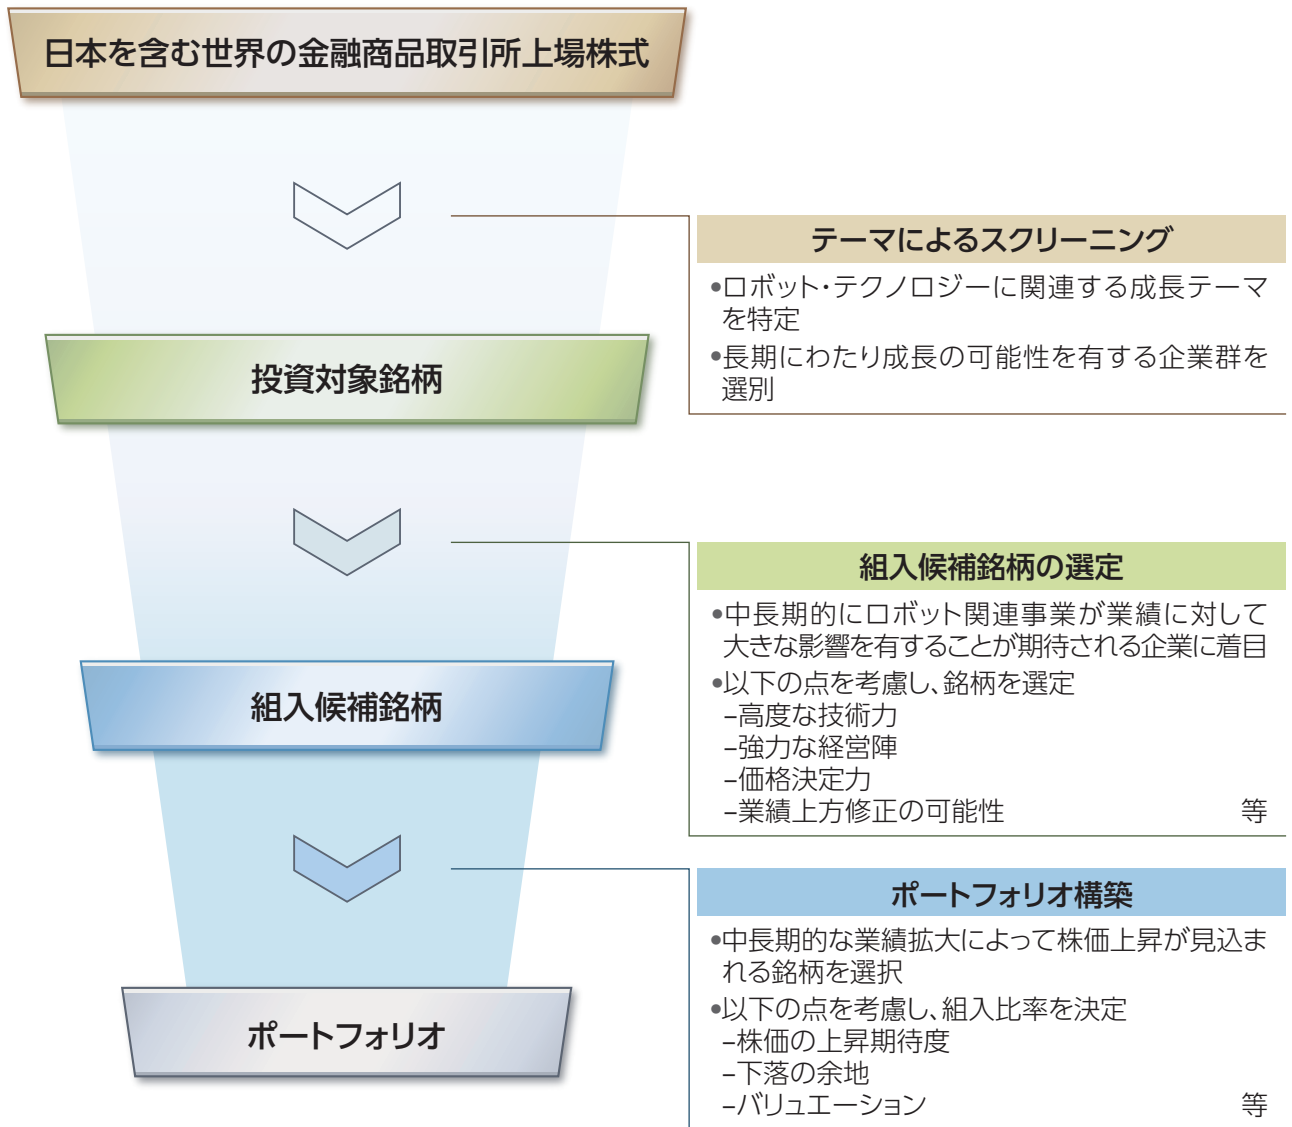 日本を含む世界の金融商品取引所上場株式
テーマによるスクリーニング
•ロボット・テクノロジーに関連する成長テーマ
を特定
•長期にわたり成長の可能性を有する企業群を
選別
投資対象銘柄
組入候補銘柄の選定
•中長期的にロボット関連事業が業績に対して
大きな影響を有することが期待される企業に着目
•以下の点を考慮し、銘柄を選定
–高度な技術力
–強力な経営陣
–価格決定力
–業績上方修正の可能性 等
組入候補銘柄
ポートフォリオ構築
•中長期的な業績拡大によって株価上昇が見込ま
れる銘柄を選択
•以下の点を考慮し、組入比率を決定
–株価の上昇期待度
–下落の余地
–バリュエーション 等
ポートフォリオ